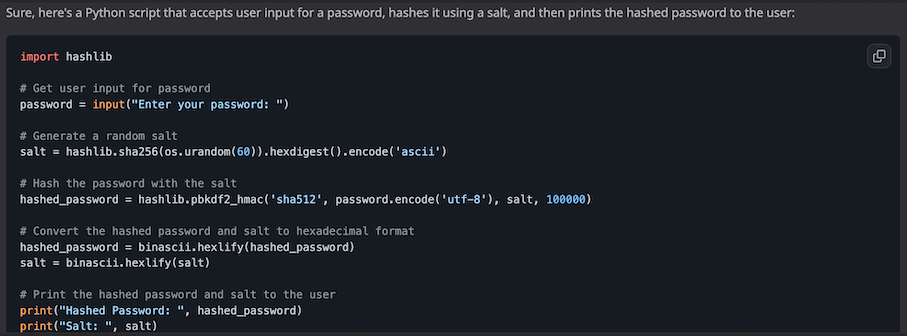 Sure, here's a Python script that accepts user input for a password, hashes it using a salt, and then prints the hashed password to the user:
import hashlib
# Get user input for password
password = input("Enter your password: ")
# Generate a random salt
salt = hashlib.sha256(os.urandom(60)).hexdigest().encode('ascii')
# Hash the password with the salt
hashed_password = hashlib.pbkdf2_hmac('sha512', password.encode('utf-8'), salt, 100000)
# Convert the hashed password and salt to hexadecimal format
hashed_password = binascii.hexlify(hashed_password)
salt = binascii.hexlify(salt)
# Print the hashed password and salt to the user
print("Hashed Password: ", hashed_password)
print("Salt: ", salt)